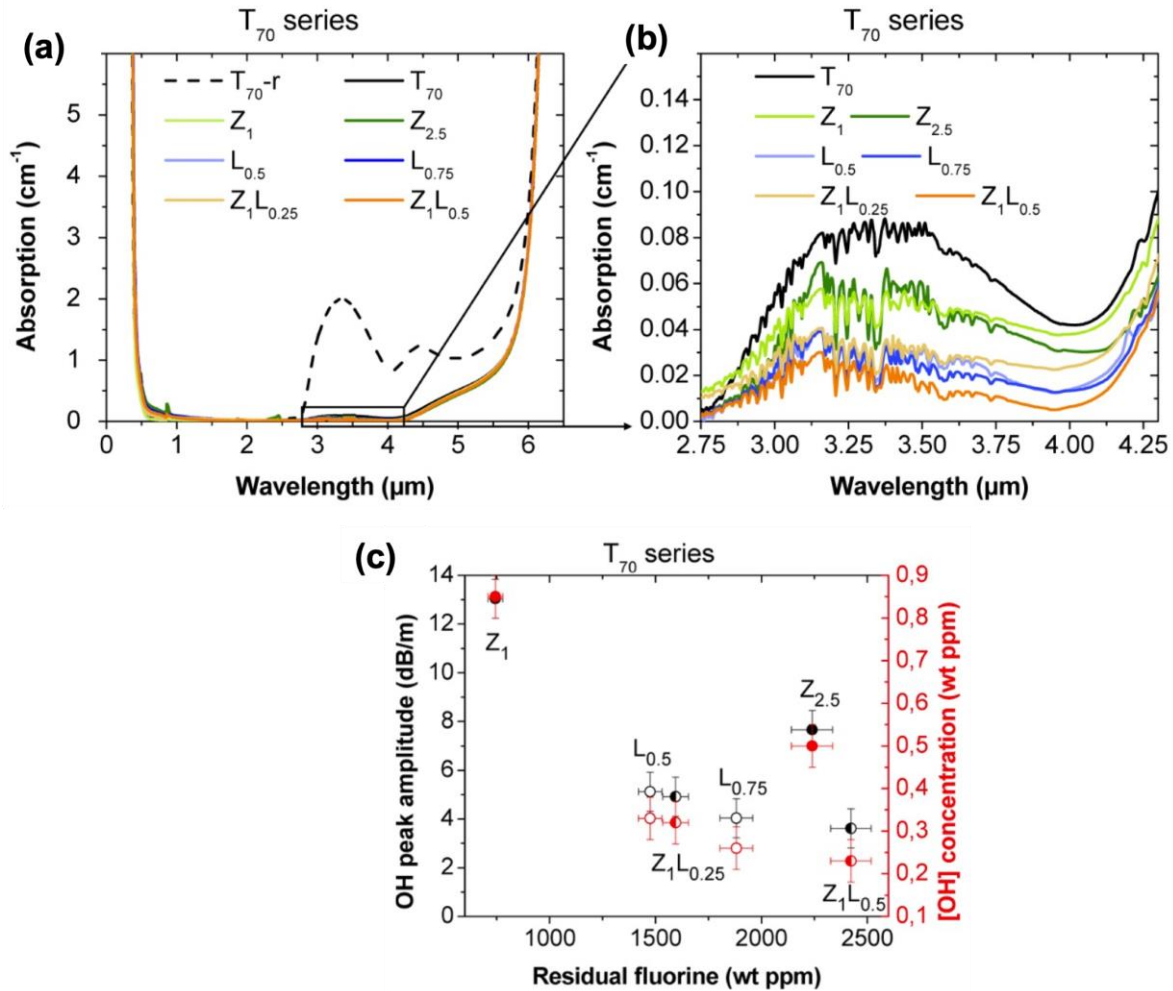 T70 series
(a)
T70-r
T70
Z1
Z2.5
L0.5
L0.75
Z1L0.25
Z1L0.5
Absorption (cm-1)
5
4
3
2
1
0
0 1 2 3 4 5 6
Wavelength (µm)
T70 series
(b)
T70
Z1
Z2.5
L0.5
L0.75
Z1L0.25
Z1L0.5
Absorption (cm-1)
0.14
0.12
0.10
0.08
0.06
0.04
0.02
0.00
2.75 3.00 3.25 3.50 3.75 4.00 4.25
Wavelength (µm)
(c)
T70 series
OH peak amplitude (dB/m)
14
12
10
8
6
4
2
0
Z1
L0.5
Z1L0.25
L0.75
Z2.5
Z1L0.5
0,9
0,8
0,7
0,6
0,5
0,4
0,3
0,2
0,1
[OH] concentration (wt ppm)
1000 1500 2000 2500
Residual fluorine (wt ppm)